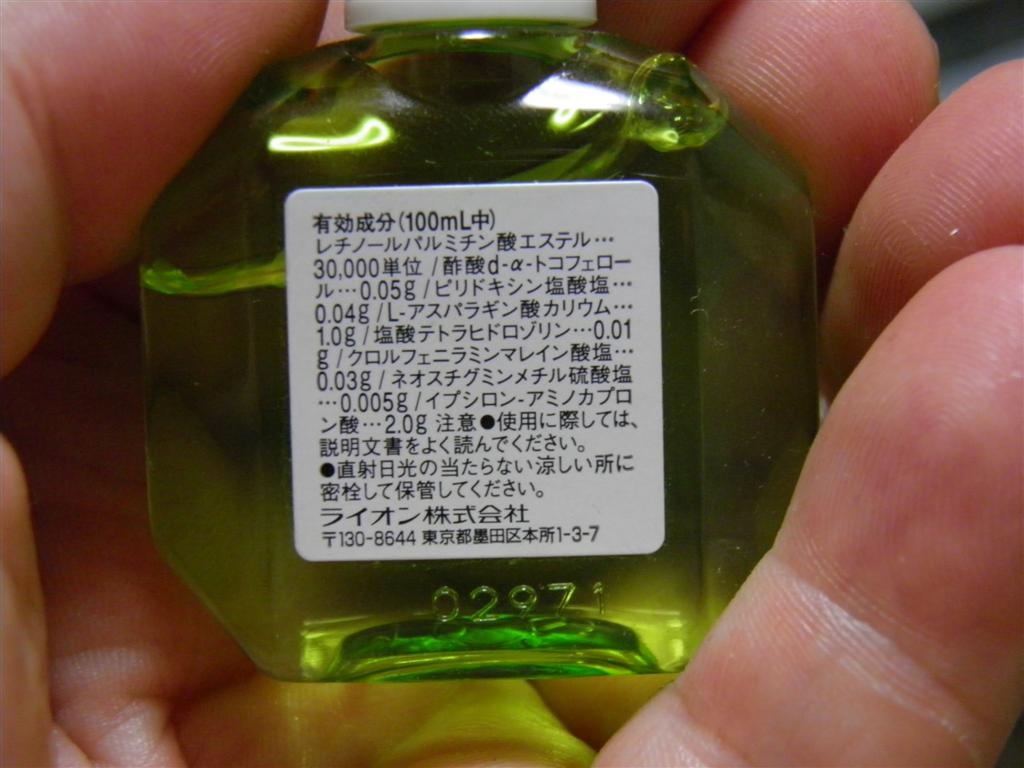 有効成分(100mL中)
レチノールパルミチン酸エステル…
30,000単位/酢酸d-α-トコフェロー
ル…0.05g/ピリドキシン塩酸塩…
0.04g/L-アスパラギン酸カリウム…
1.0g/塩酸テトラヒドロゾリン…0.01
g/クロルフェニラミンマレイン酸塩…
0.03g/ネオスチグミンメチル硫酸塩
…0.005g/イプシロン-アミノカプロ
ン酸…2.0g 注意●使用に際しては、
説明文書をよく読んでください。
●直射日光の当たらない涼しい所に
密栓して保管してください。
ライオン株式会社
〒130-8644 東京都墨田区本所1-3-7
02971